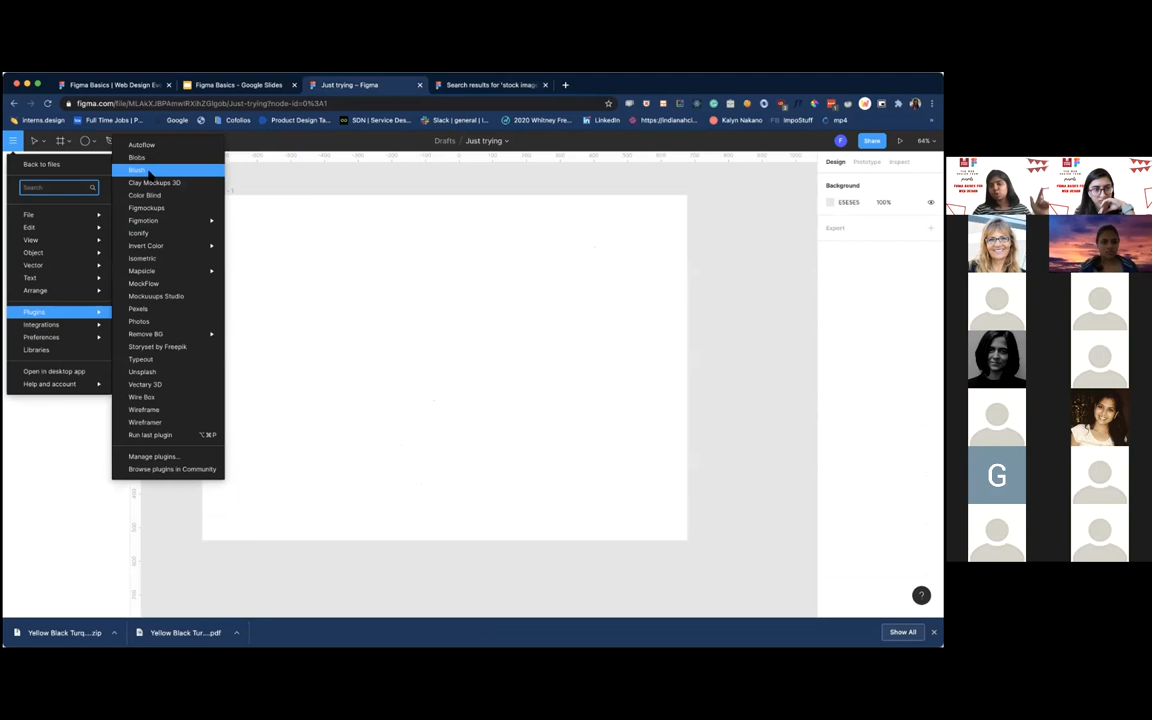 Figma Basics | Web Design Ev
Figma Basics - Google Slides
Just trying – Figma
Search results for 'stock imag
figma.com/file/MLAkXJBPAmwIRXihZGIgob/Just-trying?node-id=0%3A1
interns.design
Full Time Jobs | P...
Google
Cofolios
Product Design Ta...
SDN | Service Des...
Slack | general | ...
2020 Whitney Fre...
LinkedIn
https://indianahci...
Kalyn Nakano
ImpoStuff
mp4
Drafts / Just trying
F
Share
64%
Back to files
Search
File
Edit
View
Object
Vector
Text
Arrange
Plugins
Integrations
Preferences
Libraries
Open in desktop app
Help and account
Autoflow
Blobs
Blush
Clay Mockups 3D
Color Blind
Figmockups
Figmotion
Iconify
Invert Color
Isometric
Mapsicle
MockFlow
Mockuuups Studio
Pexels
Photos
Remove BG
Storyset by Freepik
Typeout
Unsplash
Vectary 3D
Wire Box
Wireframe
Wireframer
Run last plugin ⌥⌘P
Manage plugins...
Browse plugins in Community
Design Prototype Inspect
Background
E5E5E5 100%
Export
?
Yellow Black Turq....zip
Yellow Black Tur....pdf
Show All
G